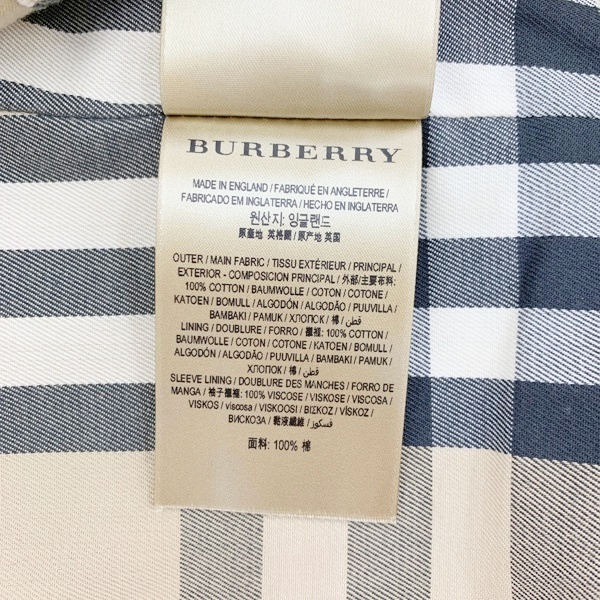 BURBERRY
MADE IN ENGLAND / FABRIQUÉ EN ANGLETERRE /
FABRICADO EM INGLATERRA / HECHO EN INGLATERRA
원산지: 잉글랜드
原產地 英格蘭 / 原产地 英国
OUTER / MAIN FABRIC / TISSU EXTÉRIEUR / PRINCIPAL /
EXTERIOR - COMPOSICIÓN PRINCIPAL / 外部/主要布料:
100% COTTON / BAUMWOLLE / COTON / COTONE /
KATOEN / BOMULL / ALGODÓN / ALGODÃO / PUUVILLA /
ΒΑΜΒΑΚΙ / PAMUK / ХЛОПОК / 棉 / قطن /
LINING / DOUBLURE / FORRO / 襯裡: 100% COTTON /
BAUMWOLLE / COTON / COTONE / KATOEN / BOMULL /
ALGODÓN / ALGODÃO / PUUVILLA / ΒΑΜΒΑΚΙ / PAMUK /
ХЛОПОК / 棉 / قطن /
SLEEVE LINING / DOUBLURE DES MANCHES / FORRO DE
MANGA / 袖子襯裡: 100% VISCOSE / VISKOSE / VISCOSA /
VISKOS / viscosa / VISKOOSI / ΒΙΣΚΟΖ / VİSKOZ /
ВИСКОЗА / 黏液纖維 / فسكوز /
面料: 100% 棉